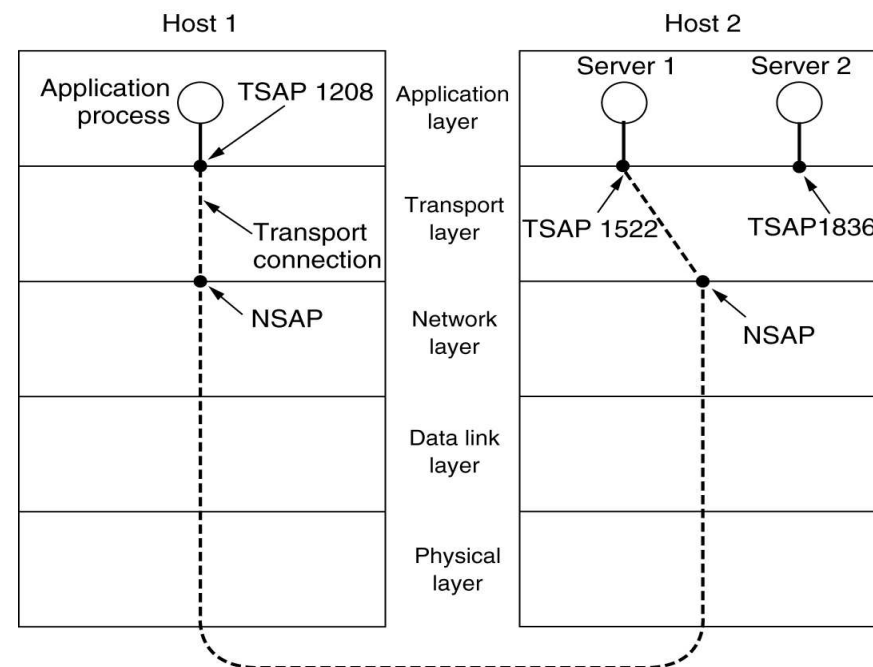 Host 1
Host 2
Application
process
TSAP 1208
Application
layer
Server 1
Server 2
Transport
connection
Transport
layer
TSAP 1522
TSAP1836
NSAP
Network
layer
NSAP
Data link
layer
Physical
layer